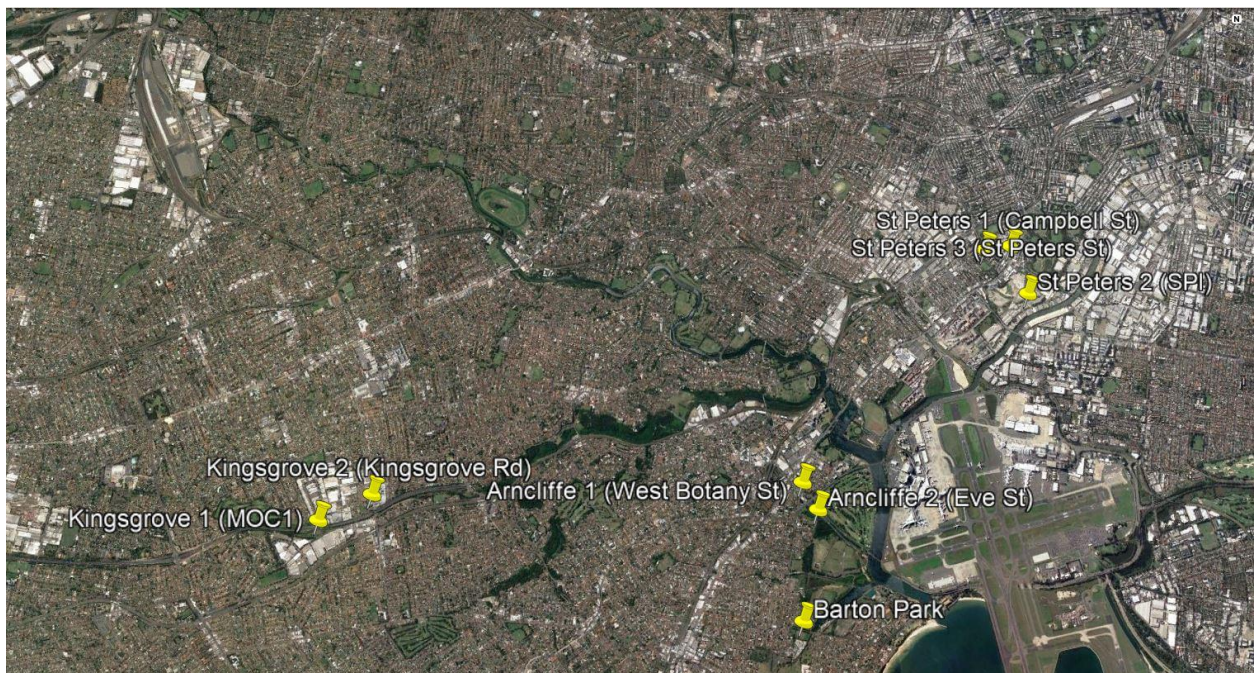 N
St Peters 1 (Campbell St)
St Peters 3 (St Peters St)
St Peters 2 (SPI)
Kingsgrove 2 (Kingsgrove Rd)
Arncliffe 1 (West Botany St)
Arncliffe 2 (Eve St)
Kingsgrove 1 (MOC1)
Barton Park